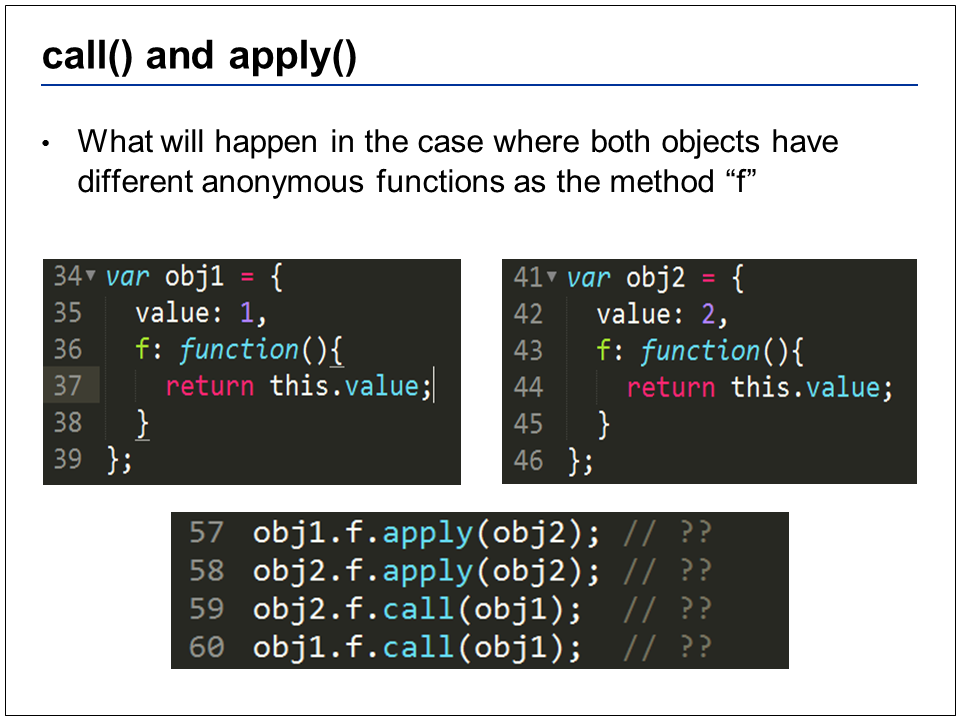 call() and apply()
• What will happen in the case where both objects have
different anonymous functions as the method “f”
34 var obj1 = {
35 value: 1,
36 f: function(){
37 return this.value;
38 }
39 };
41 var obj2 = {
42 value: 2,
43 f: function(){
44 return this.value;
45 }
46 };
57 obj1.f.apply(obj2); // ??
58 obj2.f.apply(obj2); // ??
59 obj2.f.call(obj1); // ??
60 obj1.f.call(obj1); // ??